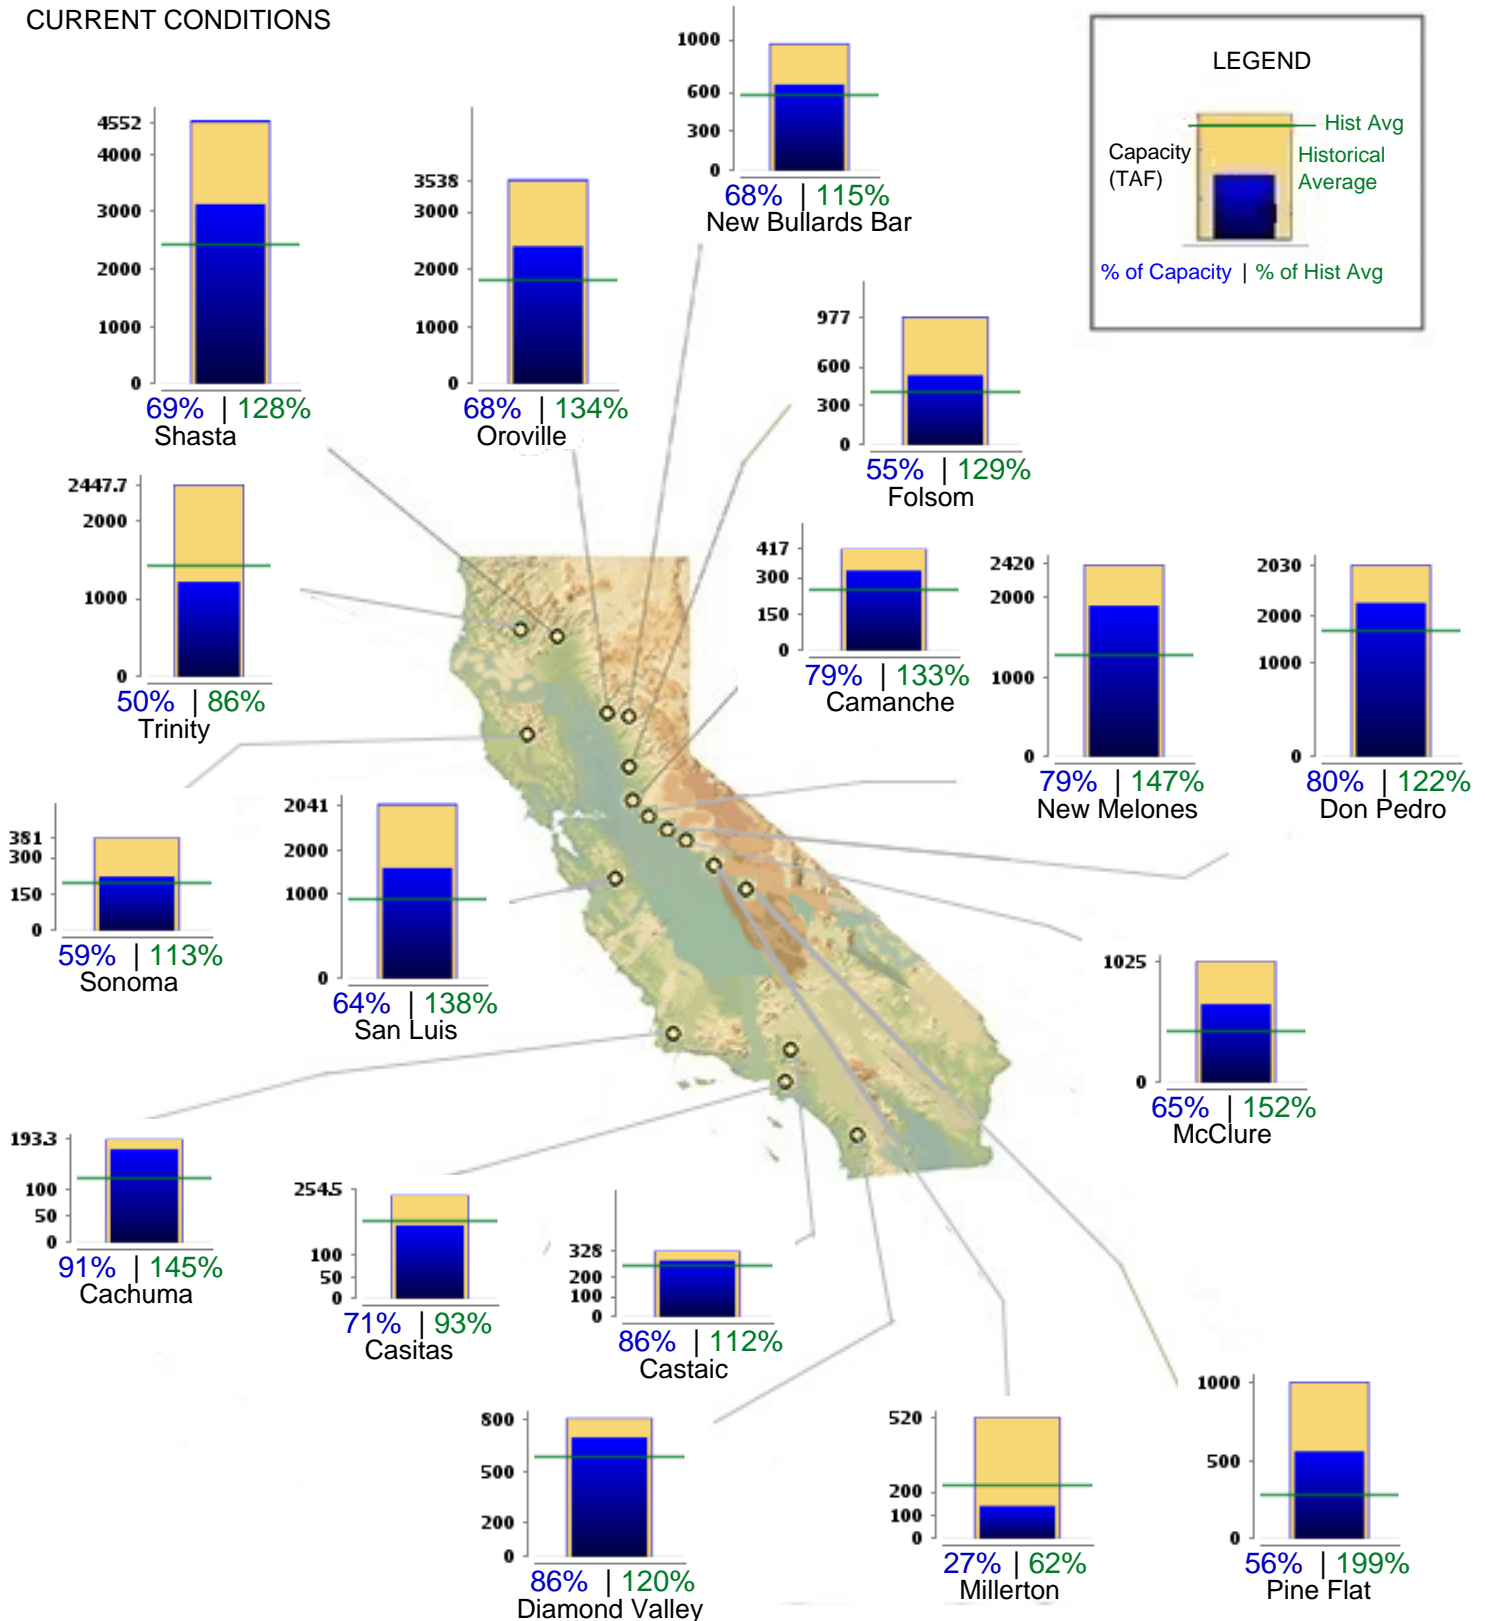 CURRENT CONDITIONS
LEGEND
Hist Avg
Capacity
(TAF)
Historical
Average
% of Capacity | % of Hist Avg
1000
600
300
0
68% | 115%
New Bullards Bar
4552
4000
3000
2000
1000
0
69% | 128%
Shasta
3538
3000
2000
1000
0
68% | 134%
Oroville
977
600
300
0
55% | 129%
Folsom
2447.7
2000
1000
0
50% | 86%
Trinity
417
300
150
0
79% | 133%
Camanche
2420
2000
1000
0
79% | 147%
New Melones
2030
2000
1000
0
80% | 122%
Don Pedro
381
300
150
0
59% | 113%
Sonoma
2041
2000
1000
0
64% | 138%
San Luis
1025
0
65% | 152%
McClure
193.3
100
50
0
91% | 145%
Cachuma
254.5
100
50
0
71% | 93%
Casitas
328
200
100
0
86% | 112%
Castaic
800
500
200
0
86% | 120%
Diamond Valley
520
200
100
0
27% | 62%
Millerton
1000
500
0
56% | 199%
Pine Flat